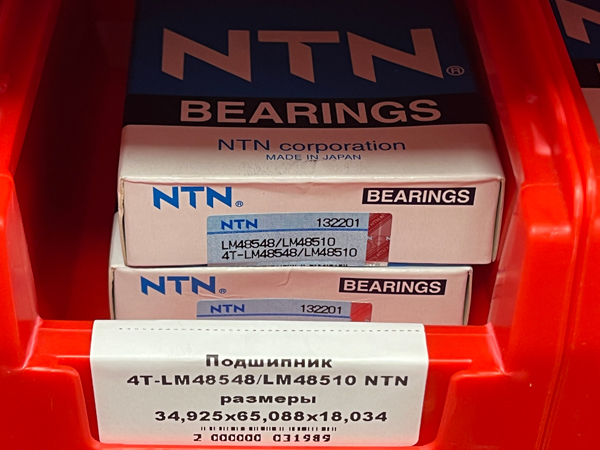 NTN®
BEARINGS
NTN corporation
MADE IN JAPAN
NTN® BEARINGS
NTN 132201
LM48548/LM48510
4T-LM48548/LM48510
NTN® BEARINGS
NTN 132201
Подшипник
4T-LM48548/LM48510 NTN
размеры
34,925x65,088x18,034
2 000000 031989